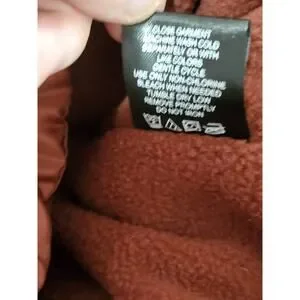 CLOSE GARMENT
MACHINE WASH COLD
SEPARATELY OR WITH
LIKE COLORS
GENTLE CYCLE
USE ONLY NON-CHLORINE
BLEACH WHEN NEEDED
TUMBLE DRY LOW
REMOVE PROMPTLY
DO NOT IRON